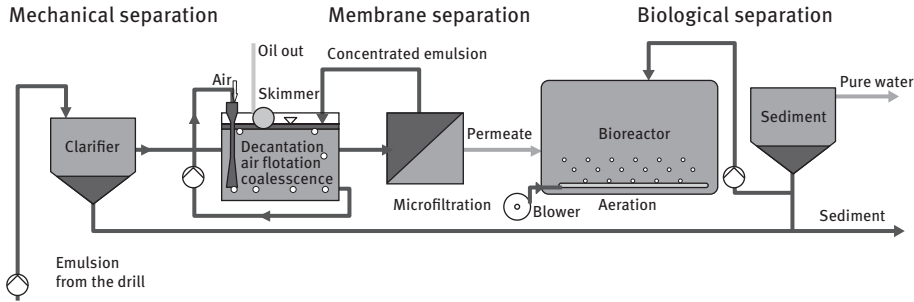 Mechanical separation
Membrane separation
Biological separation
Oil out
Concentrated emulsion
Air
Skimmer
Pure water
Clarifier
Decantation
air flotation
coalesscence
Permeate
Bioreactor
Sediment
Microfiltration
Blower
Aeration
Sediment
Emulsion
from the drill